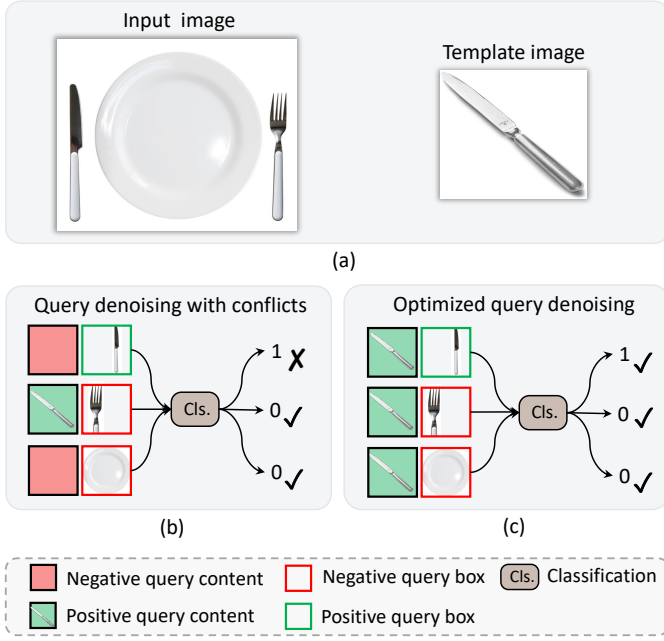 Input image
Template image
(a)
Query denoising with conflicts
1 ✗
Cls.
0 ✓
0 ✓
(b)
Optimized query denoising
1 ✓
Cls.
0 ✓
0 ✓
(c)
Negative query content
Negative query box
Cls. Classification
Positive query content
Positive query box